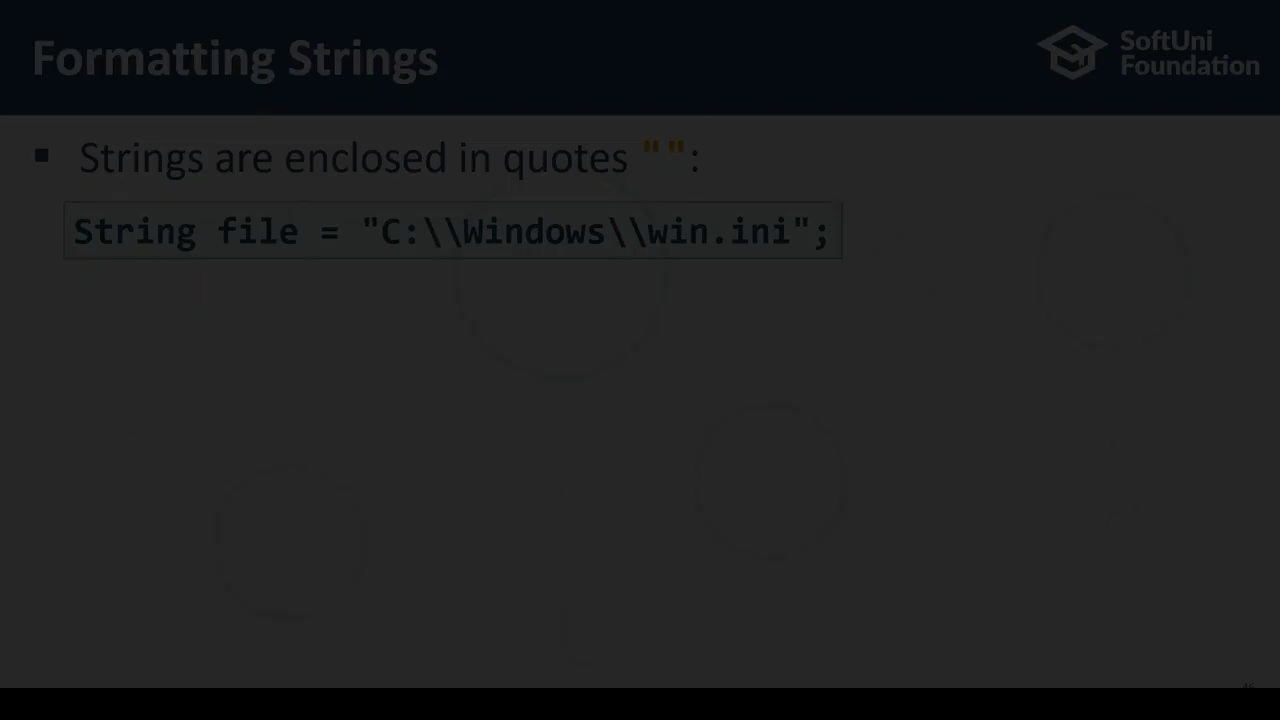 Formatting Strings
SoftUni
Foundation
▪ Strings are enclosed in quotes "":
String file = "C:\\Windows\\win.ini";